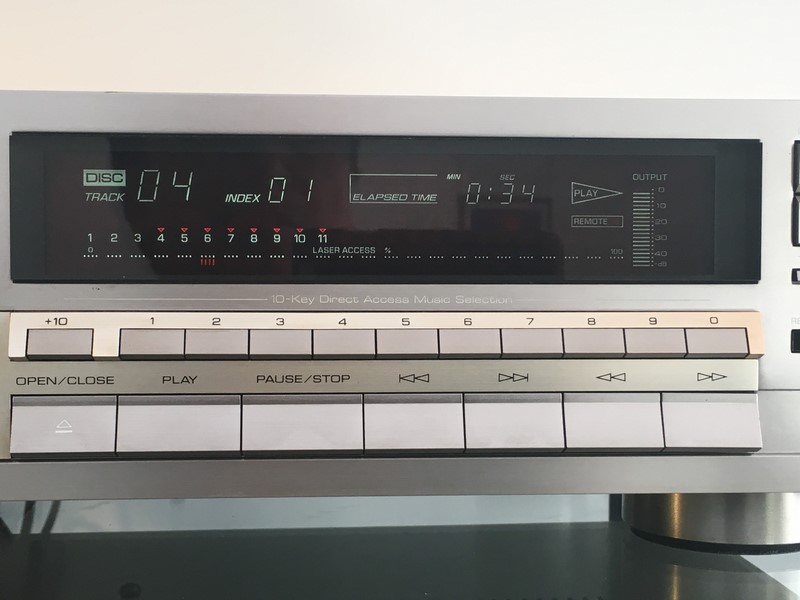 DISC
TRACK 04 INDEX 01 ELAPSED TIME MIN SEC 0:34 PLAY OUTPUT
REMOTE
0
10
20
30
40
dB
1 2 3 4 5 6 7 8 9 10 11
0 LASER ACCESS % 100
10-Key Direct Access Music Selection
+10 1 2 3 4 5 6 7 8 9 0
OPEN/CLOSE PLAY PAUSE/STOP